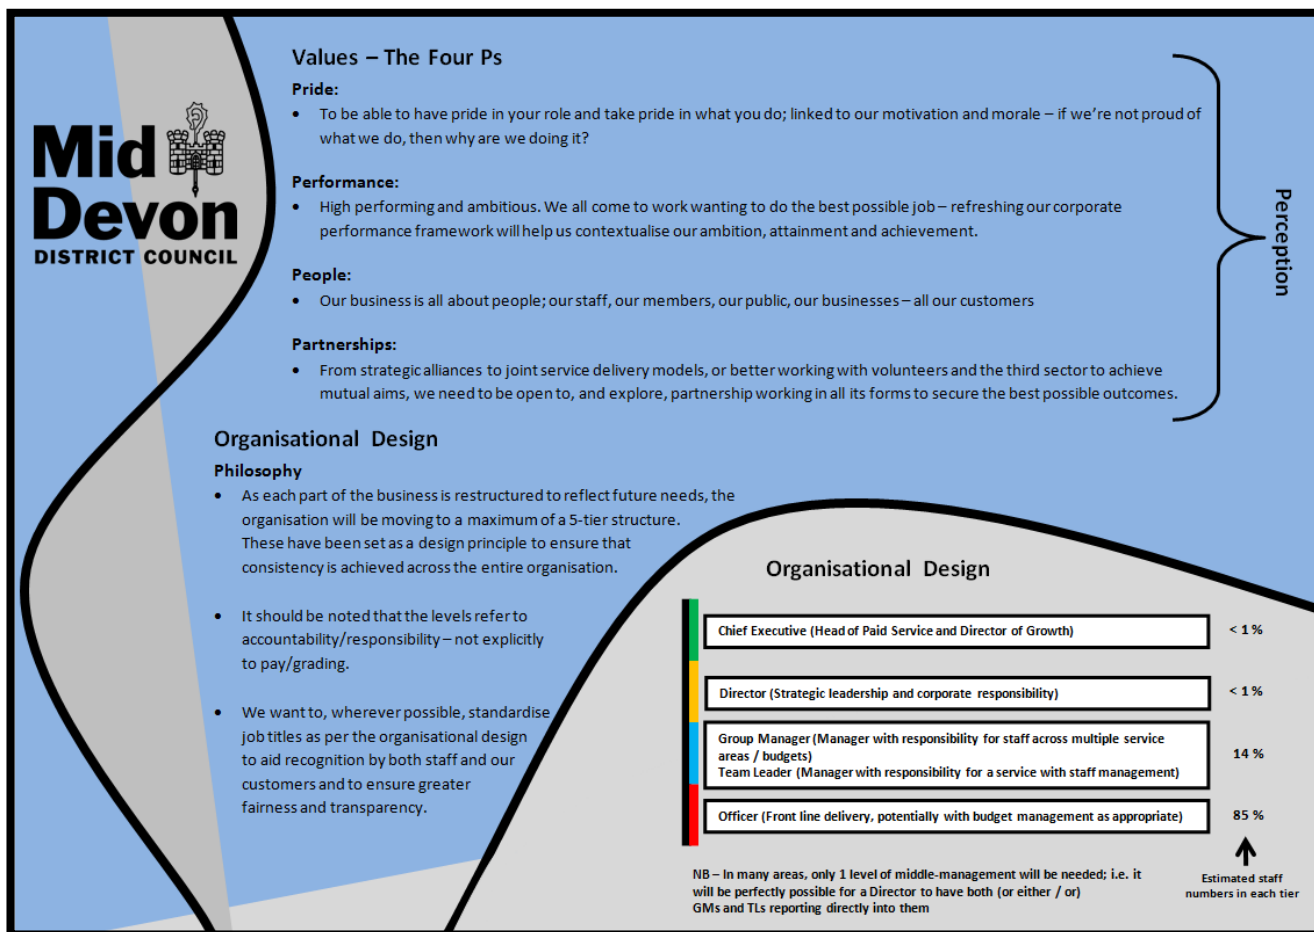 Mid
Devon
DISTRICT COUNCIL
Values – The Four Ps
Pride:
• To be able to have pride in your role and take pride in what you do; linked to our motivation and morale – if we’re not proud of
what we do, then why are we doing it?
Performance:
• High performing and ambitious. We all come to work wanting to do the best possible job – refreshing our corporate
performance framework will help us contextualise our ambition, attainment and achievement.
People:
• Our business is all about people; our staff, our members, our public, our businesses – all our customers
Partnerships:
• From strategic alliances to joint service delivery models, or better working with volunteers and the third sector to achieve
mutual aims, we need to be open to, and explore, partnership working in all its forms to secure the best possible outcomes.
Perception
Organisational Design
Philosophy
• As each part of the business is restructured to reflect future needs, the
organisation will be moving to a maximum of a 5-tier structure.
These have been set as a design principle to ensure that
consistency is achieved across the entire organisation.
• It should be noted that the levels refer to
accountability/responsibility – not explicitly
to pay/grading.
• We want to, wherever possible, standardise
job titles as per the organisational design
to aid recognition by both staff and our
customers and to ensure greater
fairness and transparency.
Organisational Design
Chief Executive (Head of Paid Service and Director of Growth) < 1 %
Director (Strategic leadership and corporate responsibility) < 1 %
Group Manager (Manager with responsibility for staff across multiple service
areas / budgets)
Team Leader (Manager with responsibility for a service with staff management)
14 %
Officer (Front line delivery, potentially with budget management as appropriate) 85 %
NB – In many areas, only 1 level of middle-management will be needed; i.e. it
will be perfectly possible for a Director to have both (or either / or)
GMs and TLs reporting directly into them
Estimated staff
numbers in each tier